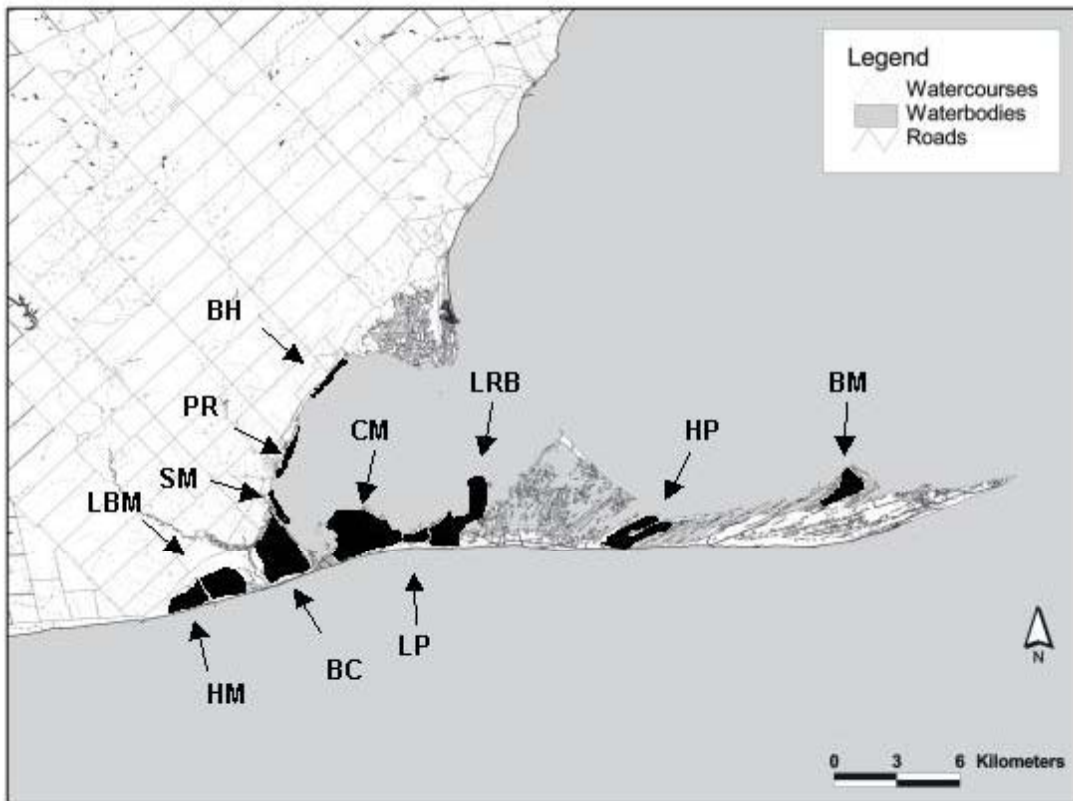 Legend
Watercourses
Waterbodies
Roads
BH
PR
CM
LRB
HP
BM
SM
LBM
LP
BC
HM
N
0 3 6 Kilometers